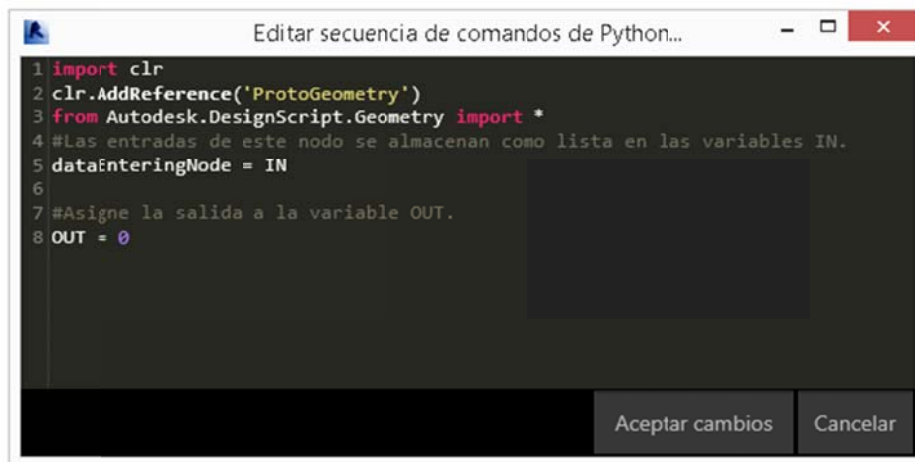 Editar secuencia de comandos de Python...
1 import clr
2 clr.AddReference('ProtoGeometry')
3 from Autodesk.DesignScript.Geometry import *
4 #Las entradas de este nodo se almacenan como lista en las variables IN.
5 dataEnteringNode = IN
6
7 #Asigne la salida a la variable OUT.
8 OUT = 0
Aceptar cambios Cancelar